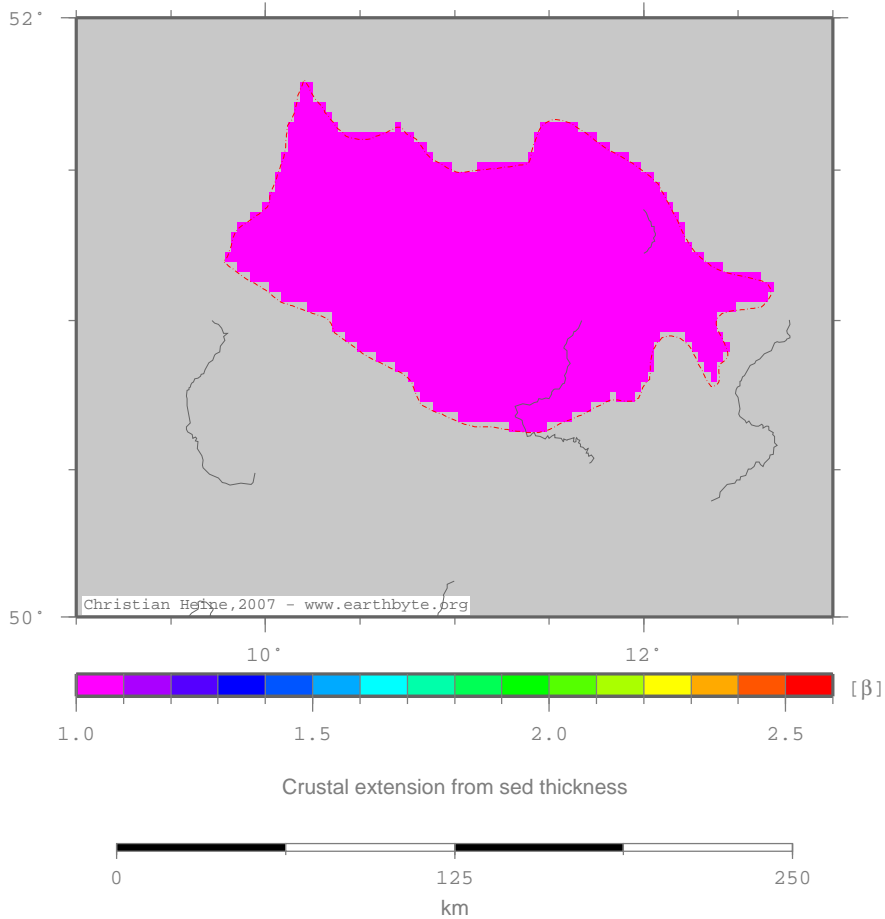 52°
50°
Christian Heine,2007 - www.earthbyte.org
10° 12°
[β]
1.0 1.5 2.0 2.5
Crustal extension from sed thickness
0 125 250
km